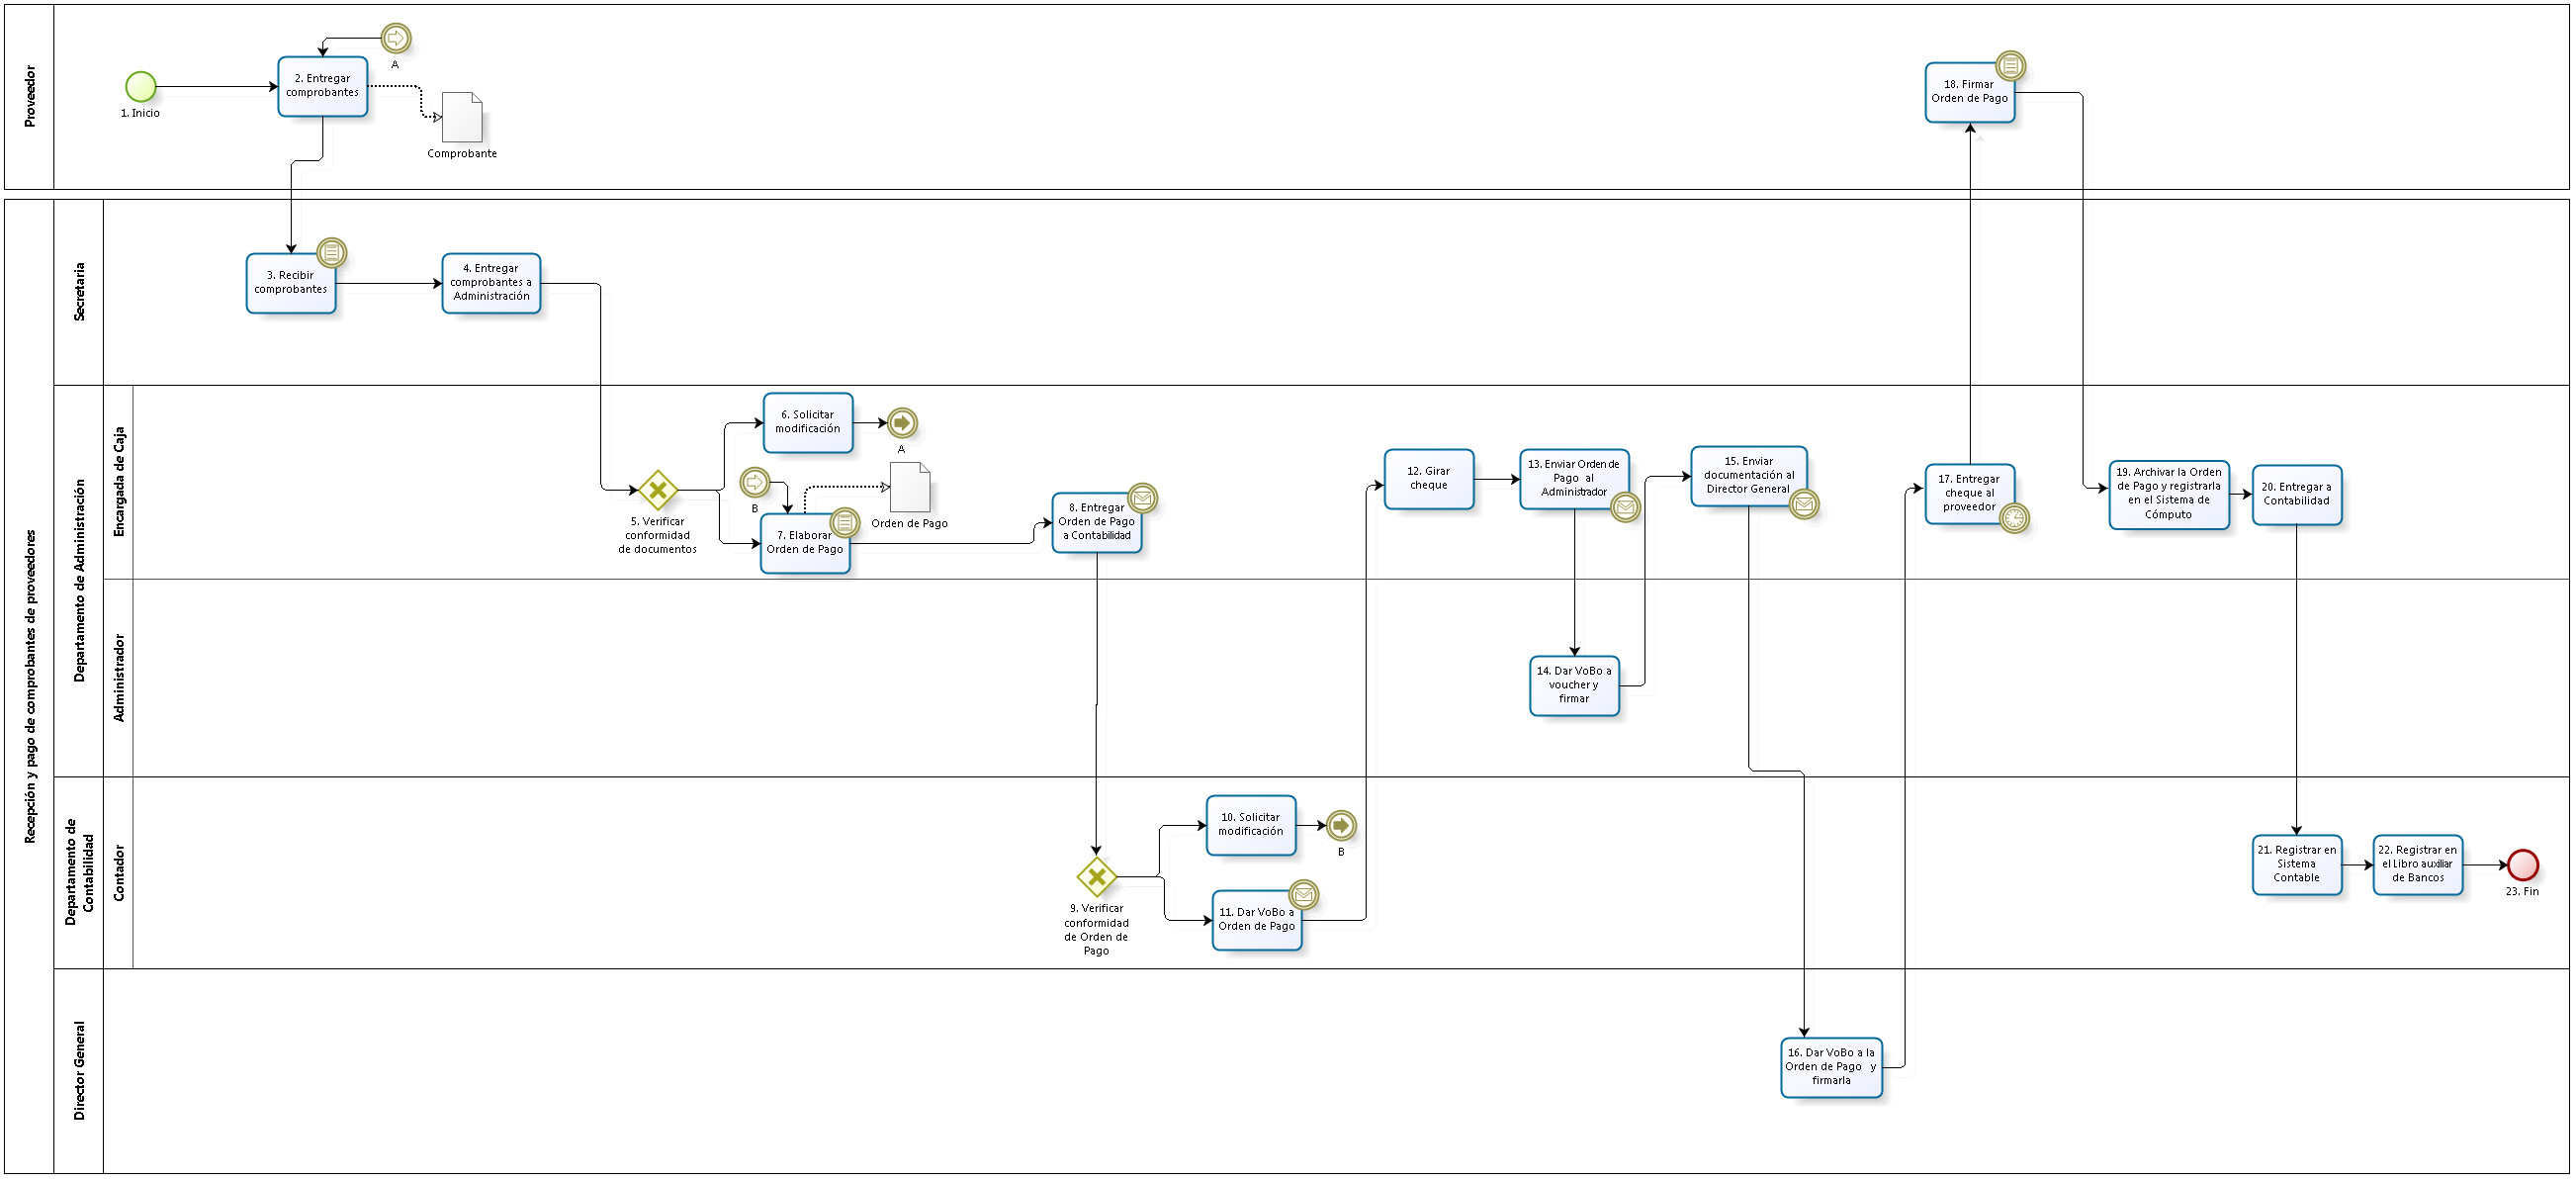 Proveedor
1. Inicio
2. Entregar
comprobantes
A
Comprobante
18. Firmar
Orden de Pago
Recepción y pago de comprobantes de proveedores
Secretaria
3. Recibir
comprobantes
4. Entregar
comprobantes a
Administración
Departamento de Administración
Encargada de Caja
5. Verificar
conformidad
de documentos
6. Solicitar
modificación
A
B
7. Elaborar
Orden de Pago
Orden de Pago
8. Entregar
Orden de Pago
a Contabilidad
12. Girar
cheque
13. Enviar Orden de
Pago al
Administrador
15. Enviar
documentación al
Director General
17. Entregar
cheque al
proveedor
19. Archivar la Orden
de Pago y registrarla
en el Sistema de
Cómputo
20. Entregar a
Contabilidad
Administrador
14. Dar VoBo a
voucher y
firmar
Departamento de
Contabilidad
Contador
9. Verificar
conformidad
de Orden de
Pago
10. Solicitar
modificación
B
11. Dar VoBo a
Orden de Pago
21. Registrar en
Sistema
Contable
22. Registrar en
el Libro auxiliar
de Bancos
23. Fin
Director General
16. Dar VoBo a la
Orden de Pago y
firmarla